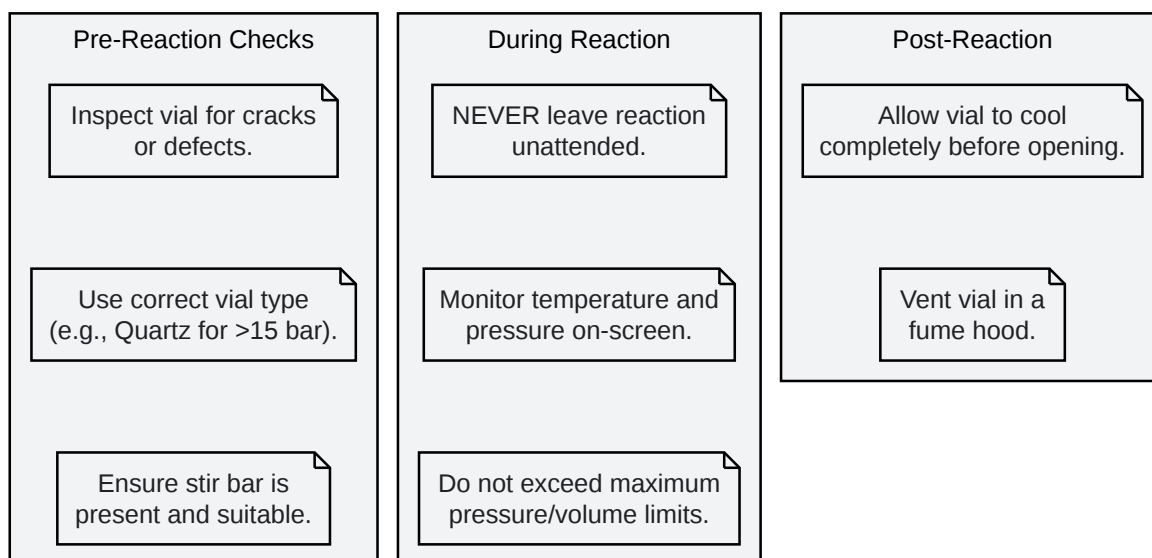 Pre-Reaction Checks
Inspect vial for cracks
or defects.
Use correct vial type
(e.g., Quartz for >15 bar).
Ensure stir bar is
present and suitable.
During Reaction
NEVER leave reaction
unattended.
Monitor temperature and
pressure on-screen.
Do not exceed maximum
pressure/volume limits.
Post-Reaction
Allow vial to cool
completely before opening.
Vent vial in a
fume hood.